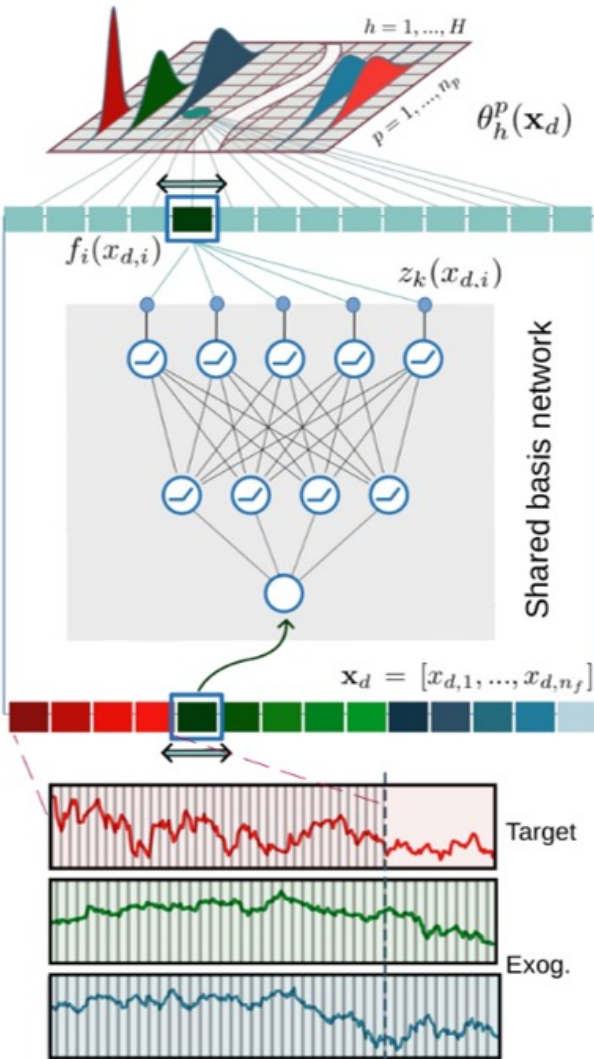 h = 1, ..., H
p = 1, ..., n_p
θ_h^p(𝐱_d)
f_i(x_{d,i})
z_k(x_{d,i})
Shared basis network
𝐱_d = [x_{d,1}, ..., x_{d,n_f}]
Target
Exog.